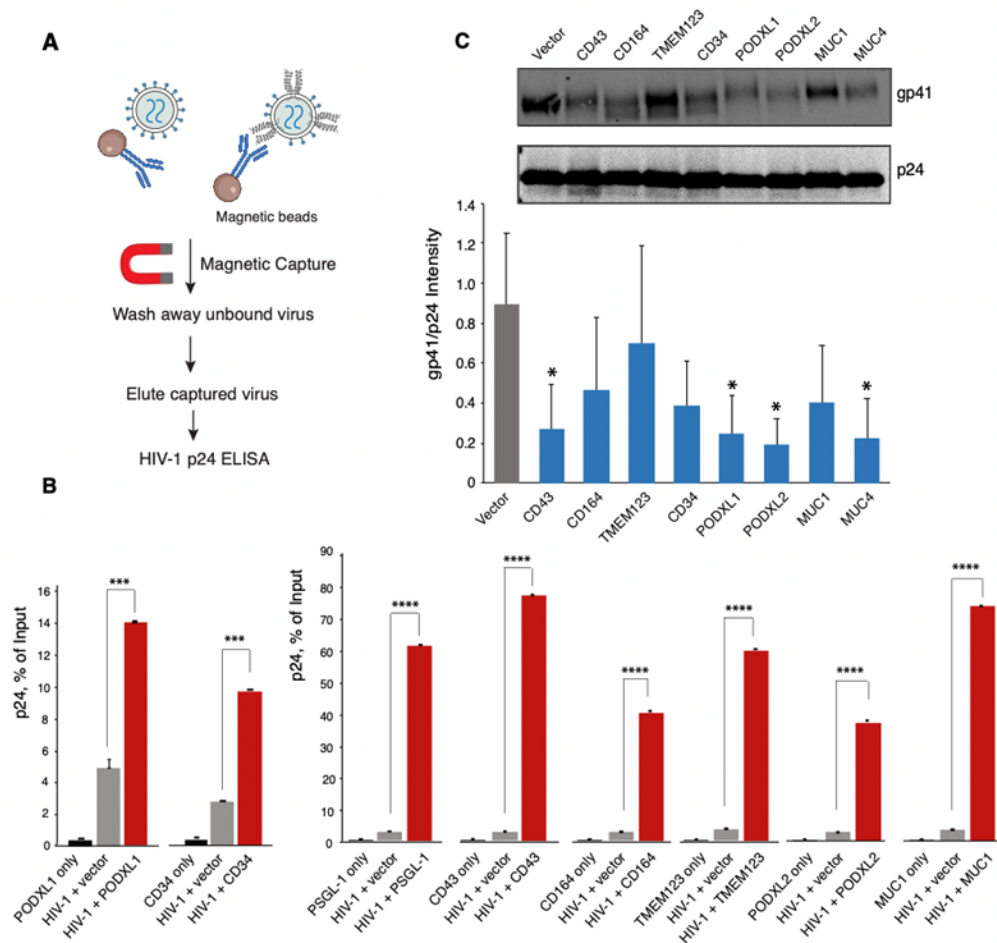 A
Magnetic beads
Magnetic Capture
Wash away unbound virus
Elute captured virus
HIV-1 p24 ELISA
C
Vector
CD43
CD164
TMEM123
CD34
PODXL1
PODXL2
MUC1
MUC4
gp41
p24
gp41/p24 Intensity
1.4
1.2
1.0
0.8
0.6
0.4
0.2
0
*
*
*
*
Vector
CD43
CD164
TMEM123
CD34
PODXL1
PODXL2
MUC1
MUC4
B
p24, % of Input
16
14
12
10
8
6
4
2
0
***
***
PODXL1 only
HIV-1 + vector
HIV-1 + PODXL1
CD34 only
HIV-1 + vector
HIV-1 + CD34
p24, % of Input
90
80
70
60
50
40
30
20
10
0
****
****
****
****
****
****
PSGL-1 only
HIV-1 + vector
HIV-1 + PSGL-1
CD43 only
HIV-1 + vector
HIV-1 + CD43
CD164 only
HIV-1 + vector
HIV-1 + CD164
TMEM123 only
HIV-1 + vector
HIV-1 + TMEM123
PODXL2 only
HIV-1 + vector
HIV-1 + PODXL2
MUC1 only
HIV-1 + vector
HIV-1 + MUC1